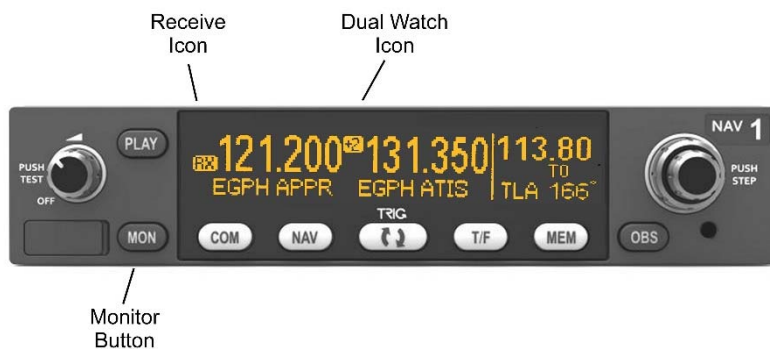 Receive
Icon
Dual Watch
Icon
PUSH
TEST
OFF
PLAY
MON
RX 121.200 +2 131.350 113.80
TO
EGPH APPR EGPH ATIS TLA 166°
TRIG
COM NAV T/F MEM
OBS
NAV 1
PUSH
STEP
Monitor
Button